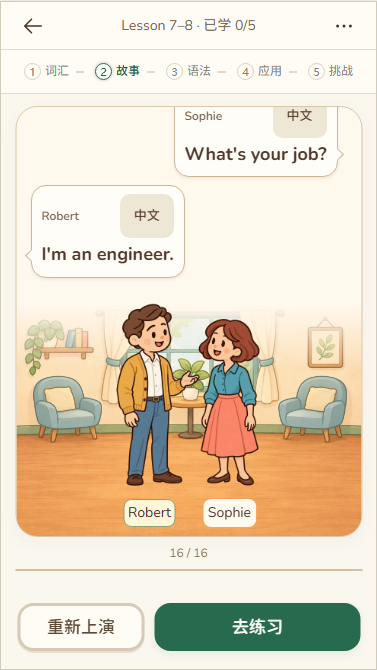 Lesson 7–8 · 已学 0/5
1 词汇 2 故事 3 语法 4 应用 5 挑战
Sophie 中文
What's your job?
Robert 中文
I'm an engineer.
Robert Sophie
16 / 16
重新上演 去练习